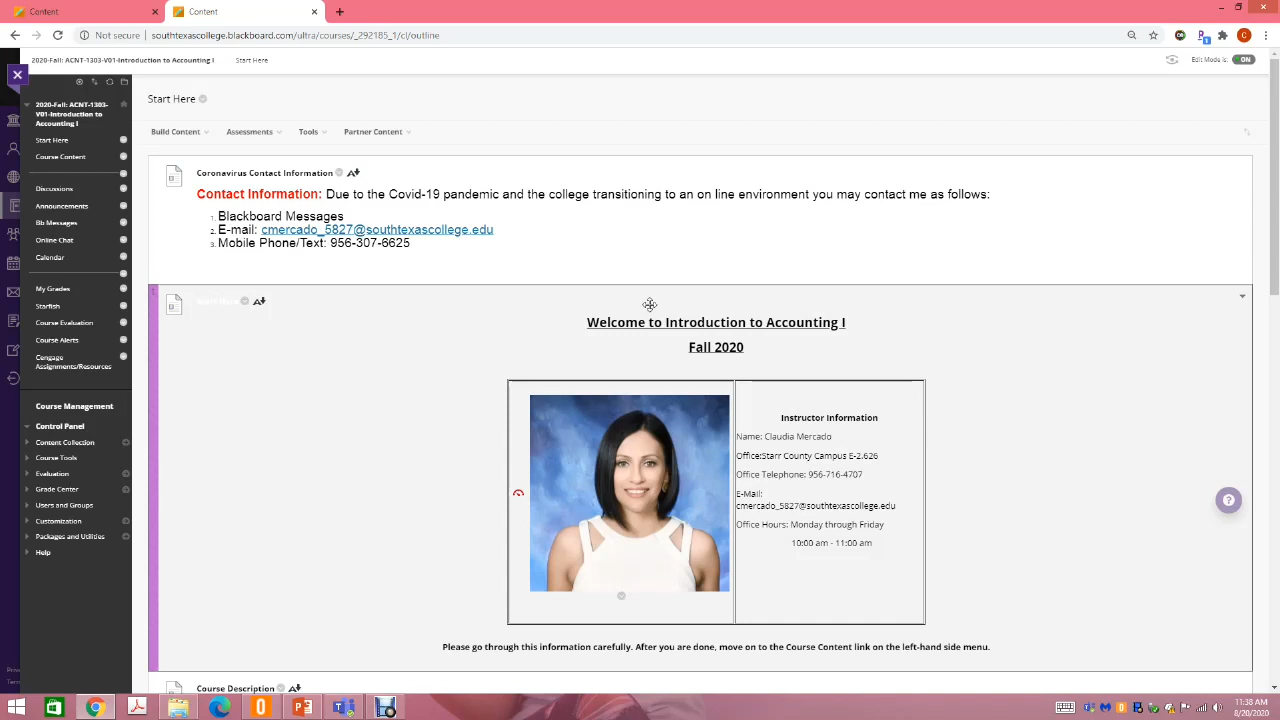 Content
Content
Not secure
southtexascollege.blackboard.com/ultra/courses/_292185_1/cl/outline
2020-Fall: ACNT-1303-V01-Introduction to Accounting I
Start Here
Edit Mode is:
ON
2020-Fall: ACNT-1303-
V01-Introduction to
Accounting I
Start Here
Course Content
Discussions
Announcements
Bb Messages
Online Chat
Calendar
My Grades
Starfish
Course Evaluation
Course Alerts
Cengage
Assignments/Resources
Course Management
Control Panel
Content Collection
Course Tools
Evaluation
Grade Center
Users and Groups
Customization
Packages and Utilities
Help
Start Here
Build Content
Assessments
Tools
Partner Content
Coronavirus Contact Information
Contact Information: Due to the Covid-19 pandemic and the college transitioning to an on line environment you may contact me as follows:
1. Blackboard Messages
2. E-mail: cmercado_5827@southtexascollege.edu
3. Mobile Phone/Text: 956-307-6625
Start Here
Welcome to Introduction to Accounting I
Fall 2020
Instructor Information
Name: Claudia Mercado
Office:Starr County Campus E-2.626
Office Telephone: 956-716-4707
E-Mail:
cmercado_5827@southtexascollege.edu
Office Hours: Monday through Friday
10:00 am - 11:00 am
Please go through this information carefully. After you are done, move on to the Course Content link on the left-hand side menu.
Course Description
11:38 AM
8/20/2020